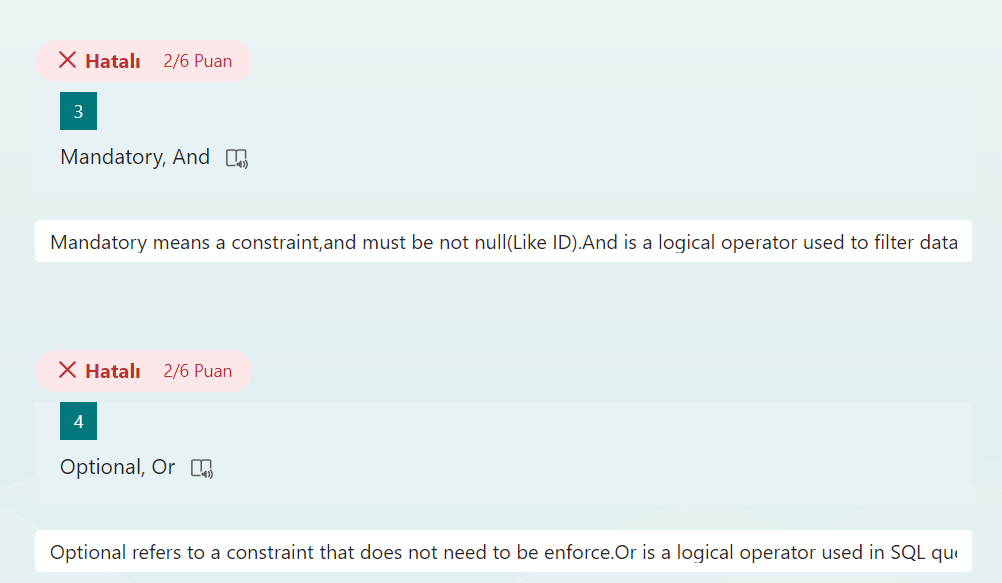 Hatalı 2/6 Puan
3
Mandatory, And
Mandatory means a constraint,and must be not null(Like ID).And is a logical operator used to filter data
Hatalı 2/6 Puan
4
Optional, Or
Optional refers to a constraint that does not need to be enforce.Or is a logical operator used in SQL